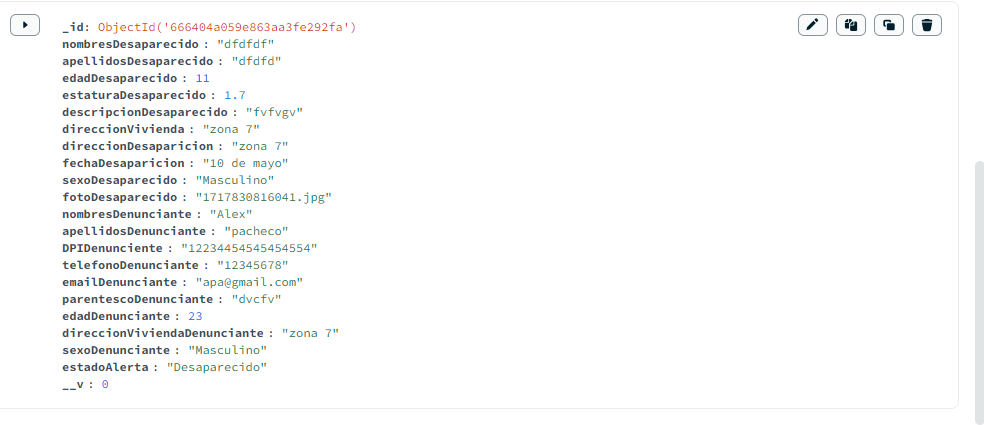 _id: ObjectId('666404a059e863aa3fe292fa')
nombresDesaparecido : "dfdfdf"
apellidosDesaparecido : "dfdfd"
edadDesaparecido : 11
estaturaDesaparecido : 1.7
descripcionDesaparecido : "fvfvgv"
direccionVivienda : "zona 7"
direccionDesaparicion : "zona 7"
fechaDesaparicion : "10 de mayo"
sexoDesaparecido : "Masculino"
fotoDesaparecido : "1717830816041.jpg"
nombresDenunciante : "Alex"
apellidosDenunciante : "pacheco"
DPIDenunciente : "12234454545454554"
telefonoDenunciante : "12345678"
emailDenunciante : "apa@gmail.com"
parentescoDenunciante : "dvcfv"
edadDenunciante : 23
direccionViviendaDenunciante : "zona 7"
sexoDenunciante : "Masculino"
estadoAlerta : "Desaparecido"
__v : 0